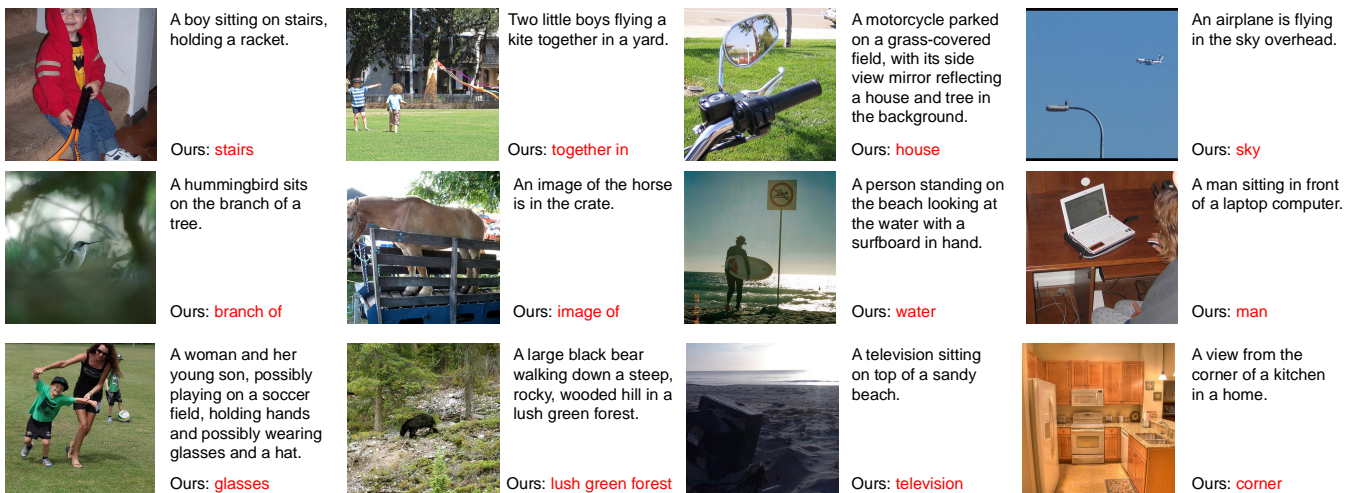 A boy sitting on stairs,
holding a racket.
Ours: stairs
Two little boys flying a
kite together in a yard.
Ours: together in
A motorcycle parked
on a grass-covered
field, with its side
view mirror reflecting
a house and tree in
the background.
Ours: house
An airplane is flying
in the sky overhead.
Ours: sky
A hummingbird sits
on the branch of a
tree.
Ours: branch of
An image of the horse
is in the crate.
Ours: image of
A person standing on
the beach looking at
the water with a
surfboard in hand.
Ours: water
A man sitting in front
of a laptop computer.
Ours: man
A woman and her
young son, possibly
playing on a soccer
field, holding hands
and possibly wearing
glasses and a hat.
Ours: glasses
A large black bear
walking down a steep,
rocky, wooded hill in a
lush green forest.
Ours: lush green forest
A television sitting
on top of a sandy
beach.
Ours: television
A view from the
corner of a kitchen
in a home.
Ours: corner